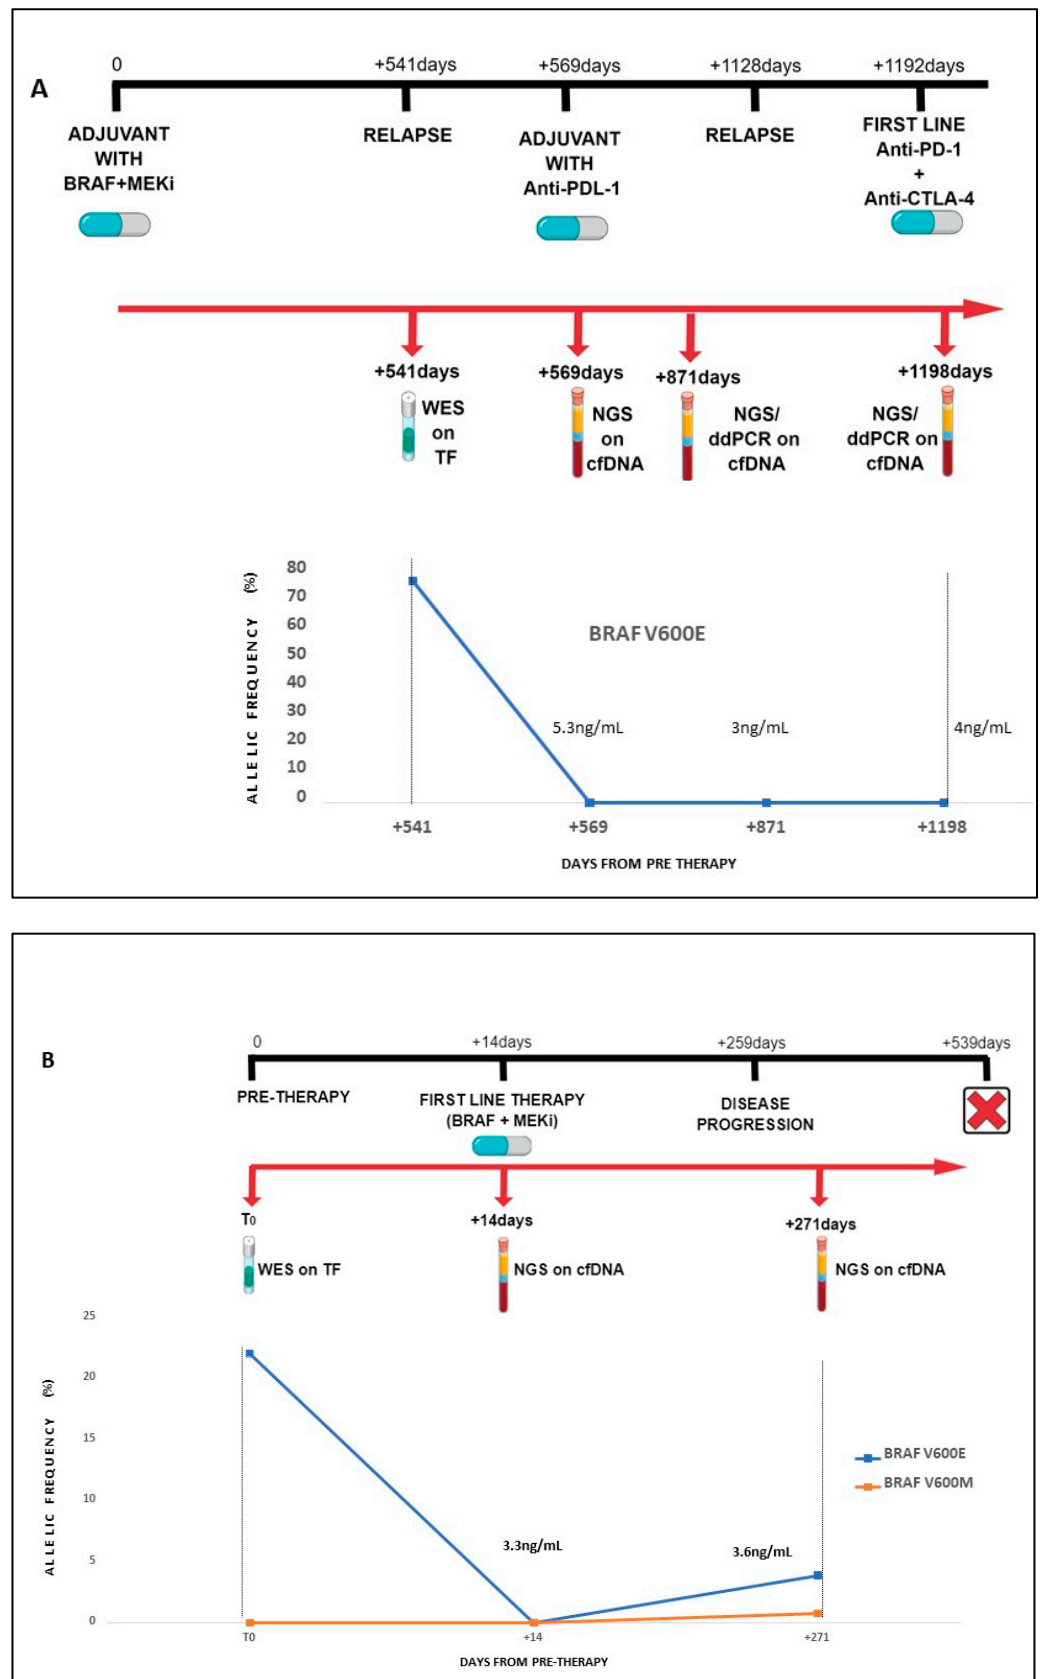 A
0
+541days
+569days
+1128days
+1192days
ADJUVANT
WITH
BRAF+MEKi
RELAPSE
ADJUVANT
WITH
Anti-PDL-1
RELAPSE
FIRST LINE
Anti-PD-1
+
Anti-CTLA-4
+541days
+569days
+871days
+1198days
WES
on
TF
NGS
on
cfDNA
NGS/
ddPCR on
cfDNA
NGS/
ddPCR on
cfDNA
ALLELIC FREQUENCY (%)
80
70
60
50
40
30
20
10
0
BRAF V600E
5.3ng/mL
3ng/mL
4ng/mL
+541
+569
+871
+1198
DAYS FROM PRE THERAPY
B
0
+14days
+259days
+539days
PRE-THERAPY
FIRST LINE THERAPY
(BRAF + MEKi)
DISEASE
PROGRESSION
T0
+14days
+271days
WES on TF
NGS on cfDNA
NGS on cfDNA
ALLELIC FREQUENCY (%)
25
20
15
10
5
0
BRAF V600E
BRAF V600M
3.3ng/mL
3.6ng/mL
T0
+14
+271
DAYS FROM PRE-THERAPY